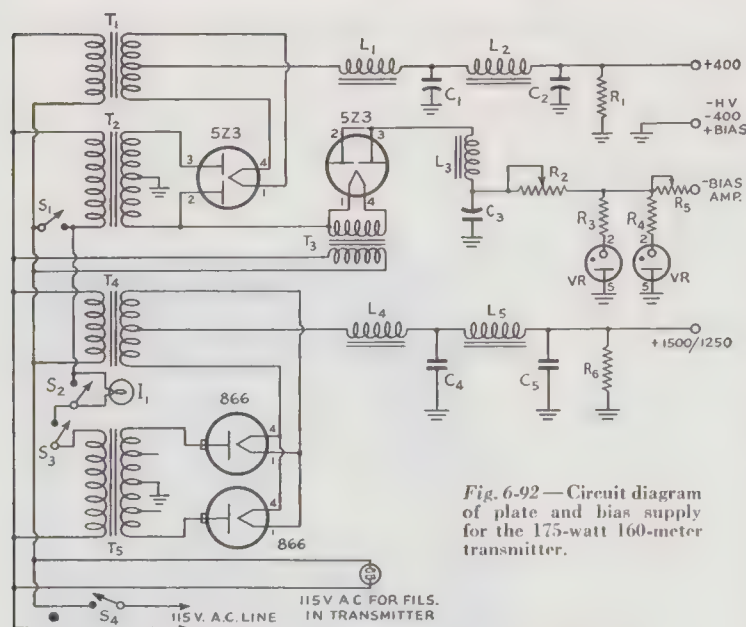 T1
L1
L2
+400
C1
C2
R1
-HV
-400
+BIAS
T2
5Z3
5Z3
3
4
2
1
2
3
1
4
L3
R2
-BIAS
AMP.
C3
R3
R4
R5
2
2
VR
VR
5
5
S1
T3
T4
L4
L5
+1500/1250
C4
C5
R6
S2
I1
S3
866
4
1
4
1
866
T5
Fig. 6-92 — Circuit diagram
of plate and bias supply
for the 175-watt 160-meter
transmitter.
S4
115 V. A.C. LINE
115 V A C FOR FILS.
IN TRANSMITTER